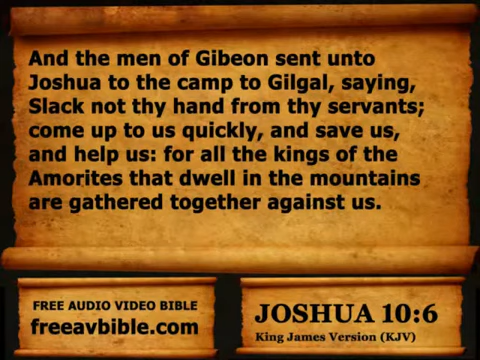 And the men of Gibeon sent unto
Joshua to the camp to Gilgal, saying,
Slack not thy hand from thy servants;
come up to us quickly, and save us,
and help us: for all the kings of the
Amorites that dwell in the mountains
are gathered together against us.
FREE AUDIO VIDEO BIBLE
freeavbible.com
JOSHUA 10:6
King James Version (KJV)